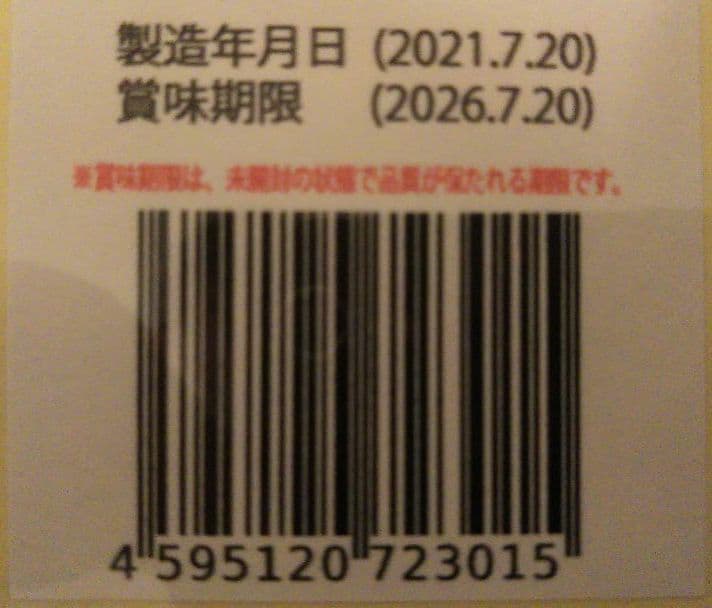 製造年月日 (2021.7.20)
賞味期限 (2026.7.20)
※賞味期限は、未開封の状態で品質が保たれる期限です。
4 595120 723015